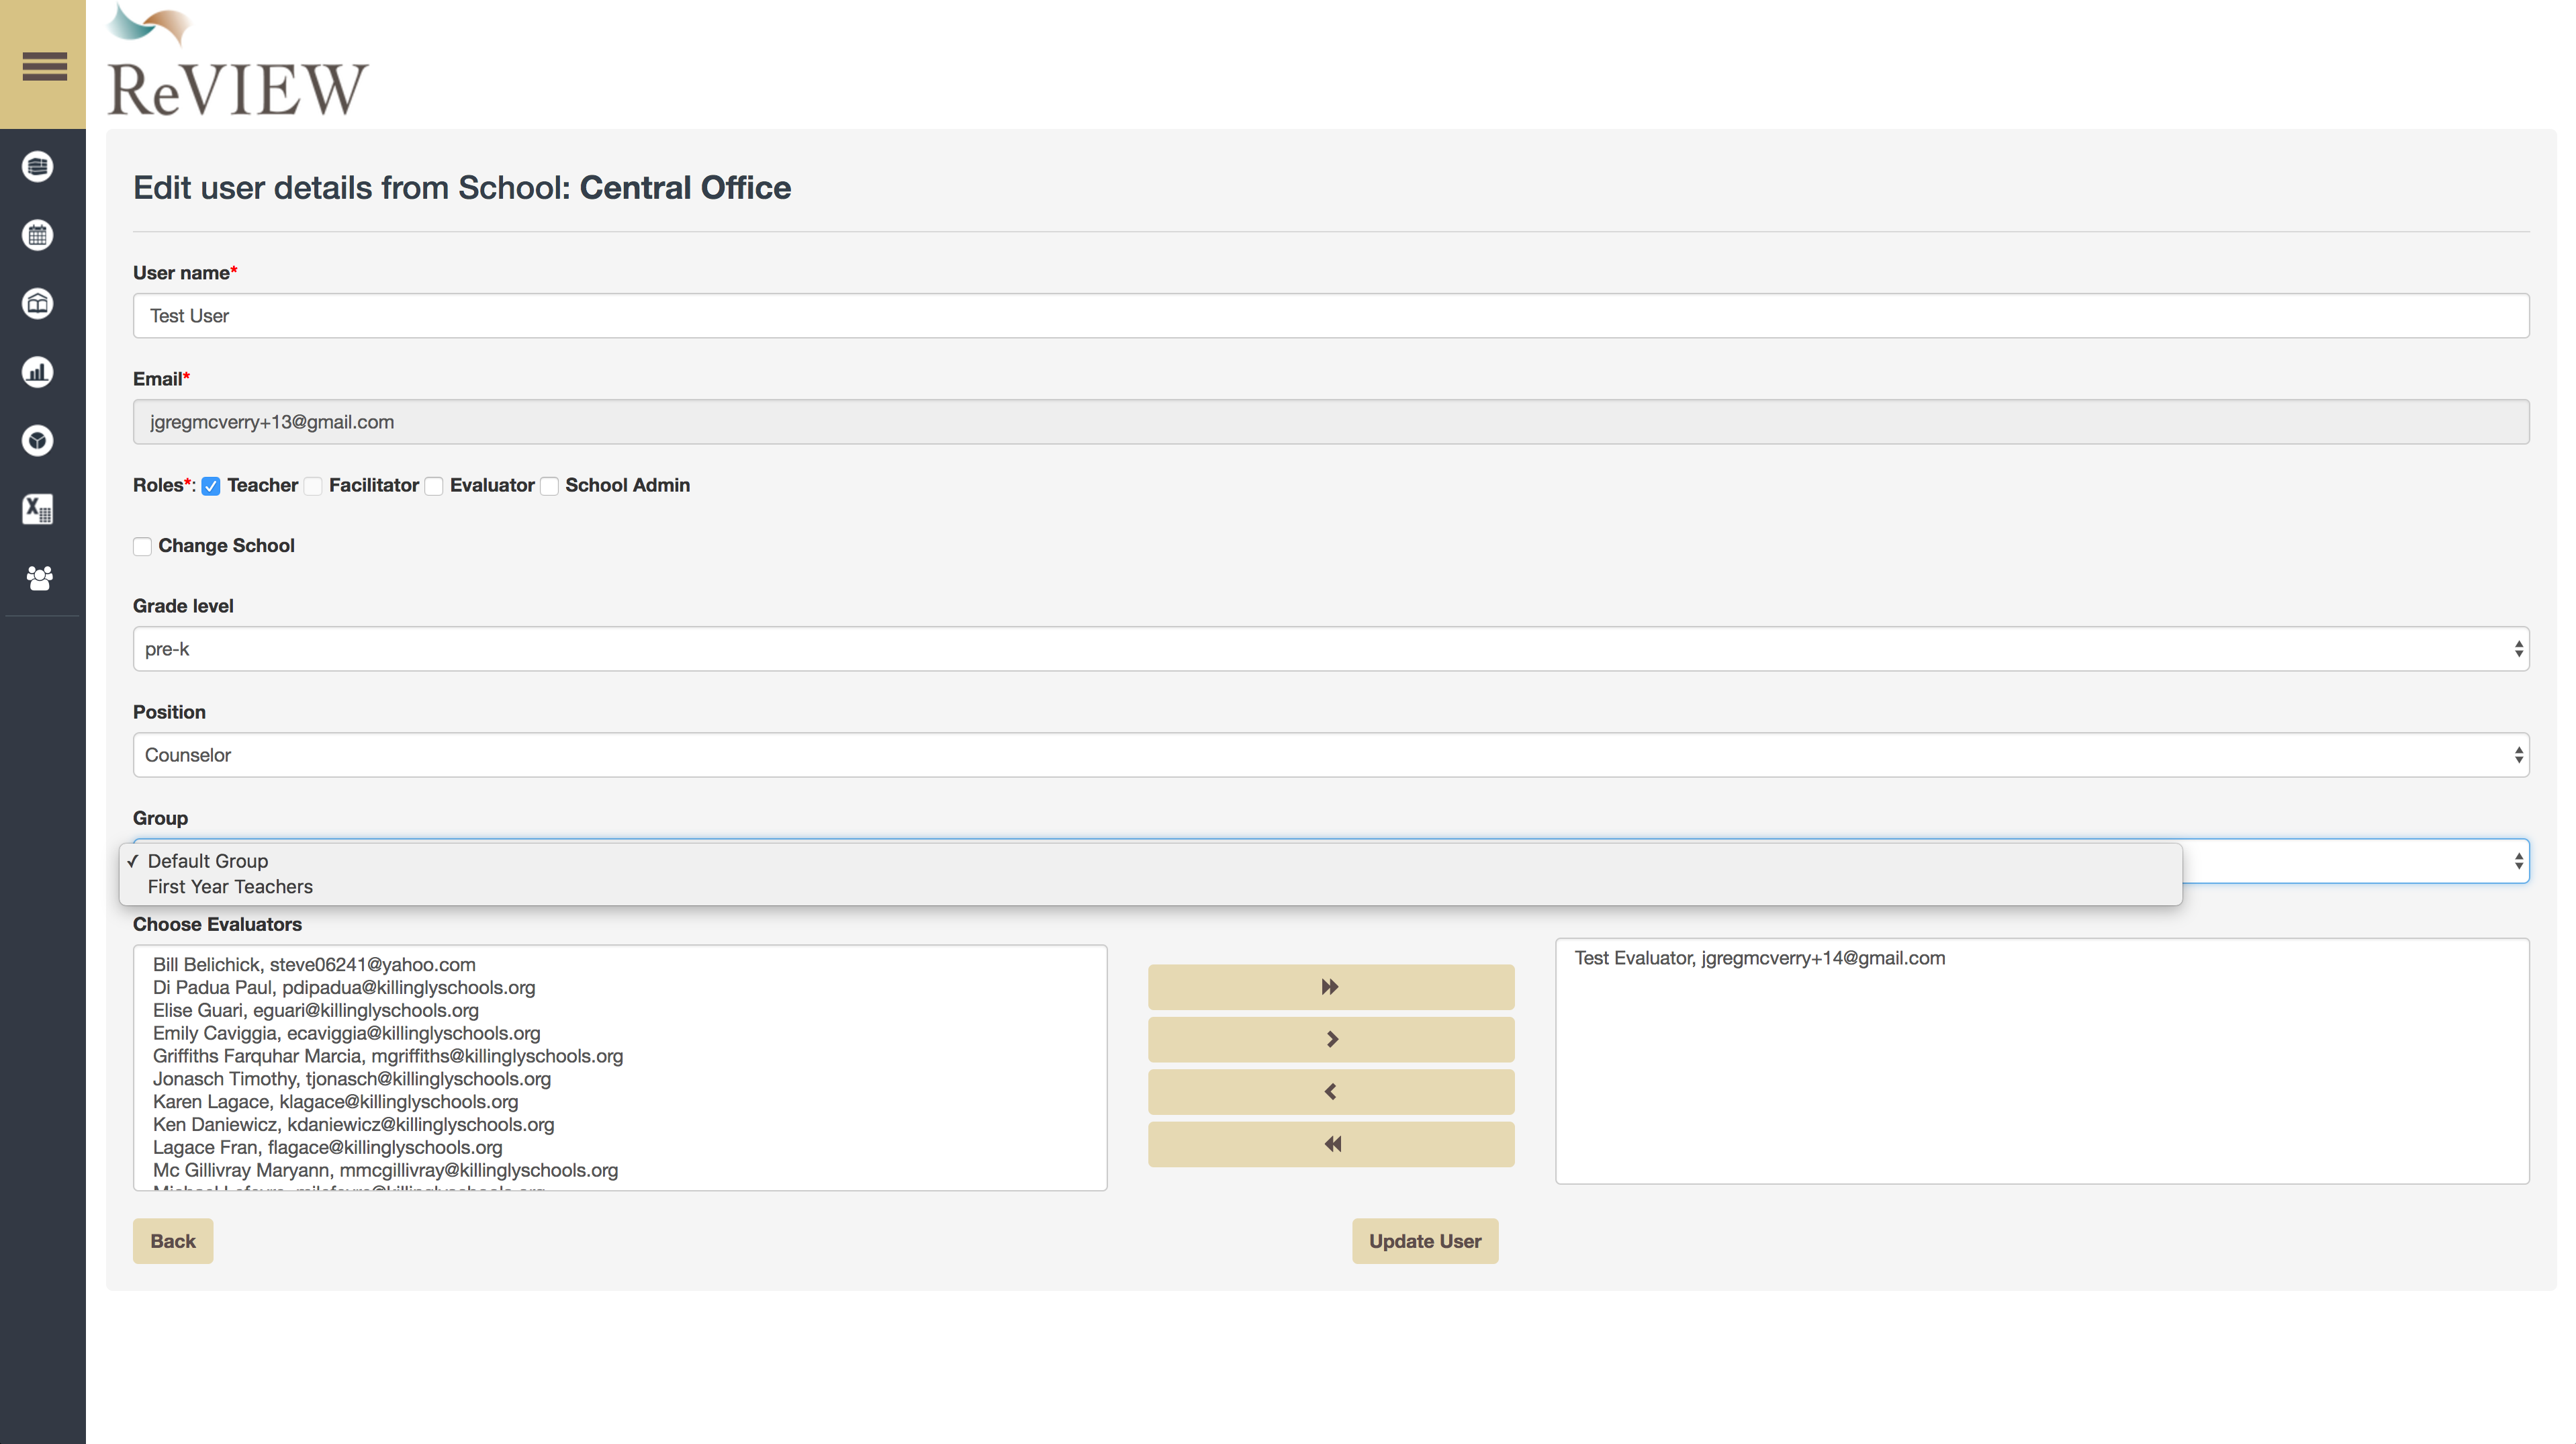 ReVIEW
Edit user details from School: Central Office
User name*
Test User
Email*
jgregmcverry+13@gmail.com
Roles*: Teacher Facilitator Evaluator School Admin
Change School
Grade level
pre-k
Position
Counselor
Group
✓ Default Group
First Year Teachers
Choose Evaluators
Bill Belichick, steve06241@yahoo.com
Di Padua Paul, pdipadua@killinglyschools.org
Elise Guari, eguari@killinglyschools.org
Emily Caviggia, ecaviggia@killinglyschools.org
Griffiths Farquhar Marcia, mgriffiths@killinglyschools.org
Jonasch Timothy, tjonasch@killinglyschools.org
Karen Lagace, klagace@killinglyschools.org
Ken Daniewicz, kdaniewicz@killinglyschools.org
Lagace Fran, flagace@killinglyschools.org
Mc Gillivray Maryann, mmcgillivray@killinglyschools.org
Test Evaluator, jgregmcverry+14@gmail.com
Back
Update User